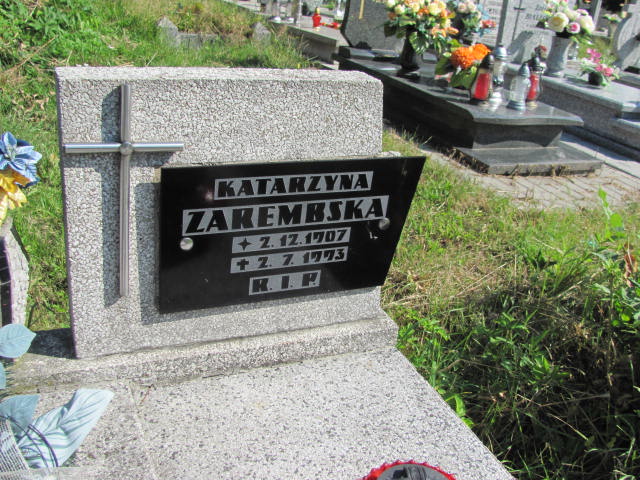 KATARZYNA
ZAREMBSKA
✦ 2.12.1907
✝ 2.7.1993
R. I. P.